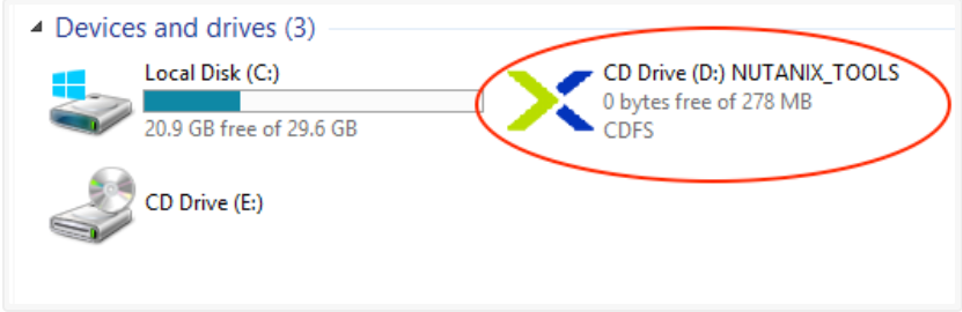 Devices and drives (3)
Local Disk (C:)
20.9 GB free of 29.6 GB
CD Drive (D:) NUTANIX_TOOLS
0 bytes free of 278 MB
CDFS
CD Drive (E:)